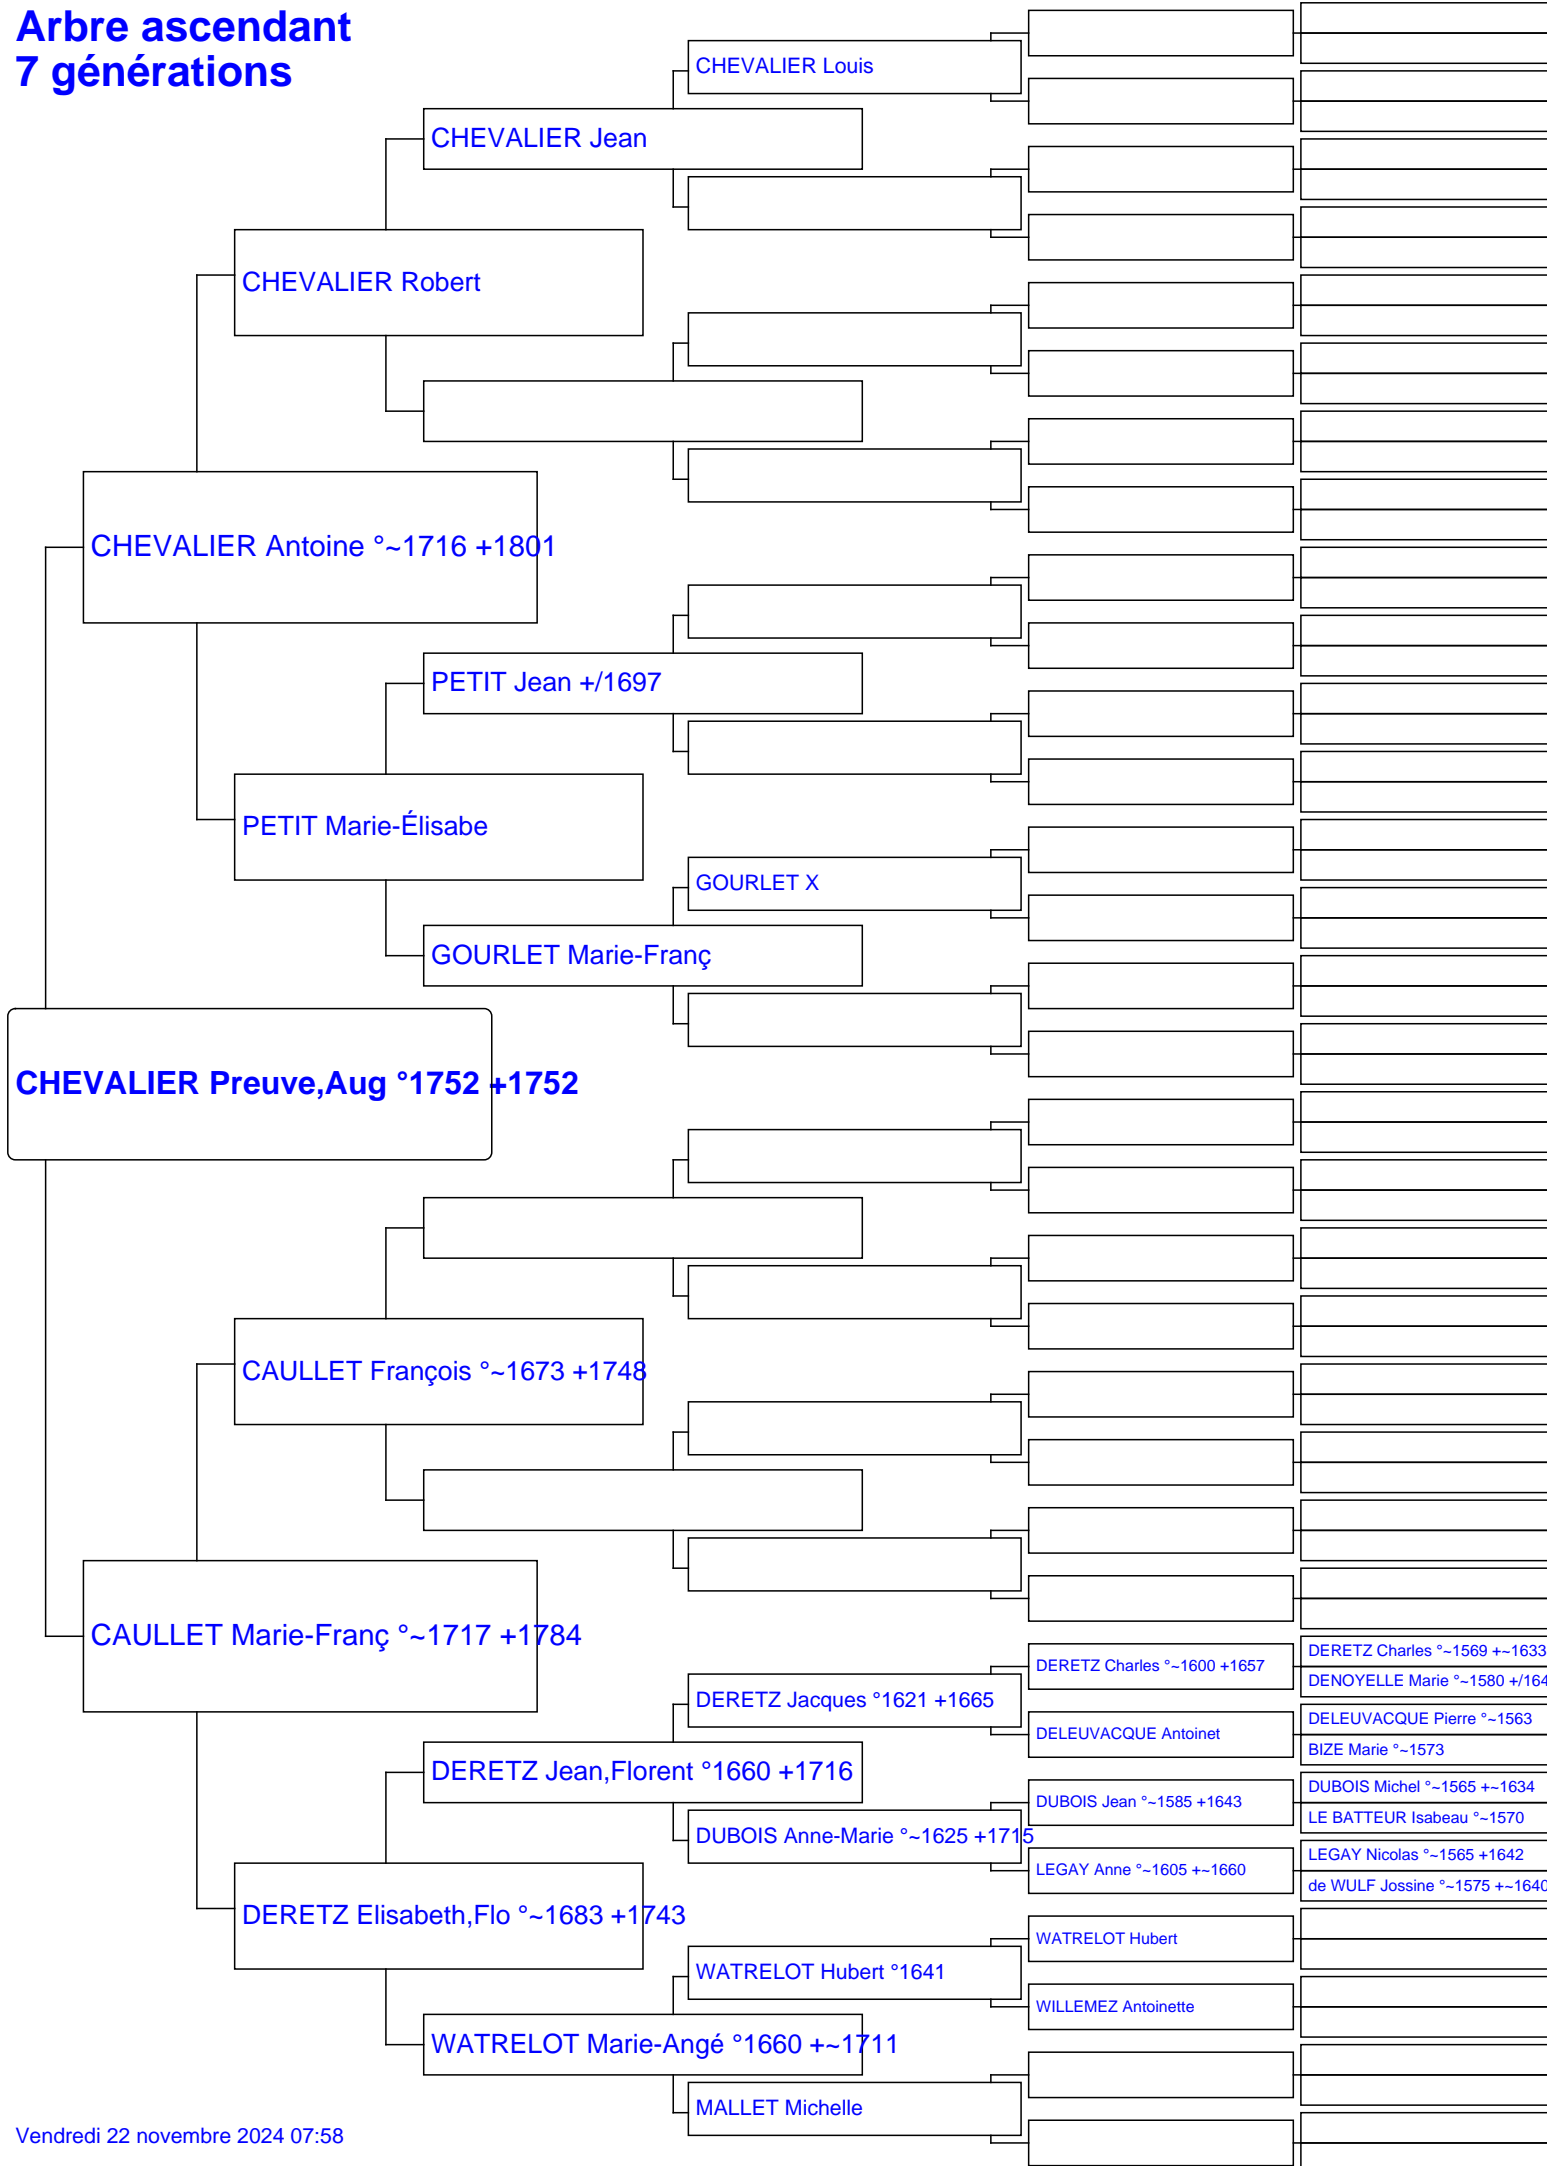 Arbre ascendant
7 générations
CHEVALIER Louis
CHEVALIER Jean
CHEVALIER Robert
CHEVALIER Antoine °~1716 +1801
PETIT Jean +/1697
PETIT Marie-Élisabe
GOURLET X
GOURLET Marie-Franç
CHEVALIER Preuve,Aug °1752 +1752
CAULLET François °~1673 +1748
CAULLET Marie-Franç °~1717 +1784
DERETZ Charles °~1569 +~1633
DERETZ Charles °~1600 +1657
DENOYELLE Marie °~1580 +/164
DERETZ Jacques °1621 +1665
DELEUVACQUE Pierre °~1563
DELEUVACQUE Antoinet
BIZE Marie °~1573
DERETZ Jean,Florent °1660 +1716
DUBOIS Michel °~1565 +~1634
DUBOIS Jean °~1585 +1643
LE BATTEUR Isabeau °~1570
DUBOIS Anne-Marie °~1625 +1715
LEGAY Nicolas °~1565 +1642
LEGAY Anne °~1605 +~1660
de WULF Jossine °~1575 +~1640
DERETZ Elisabeth,Flo °~1683 +1743
WATRELOT Hubert
WATRELOT Hubert °1641
WILLEMEZ Antoinette
WATRELOT Marie-Angé °1660 +~1711
MALLET Michelle
Vendredi 22 novembre 2024 07:58